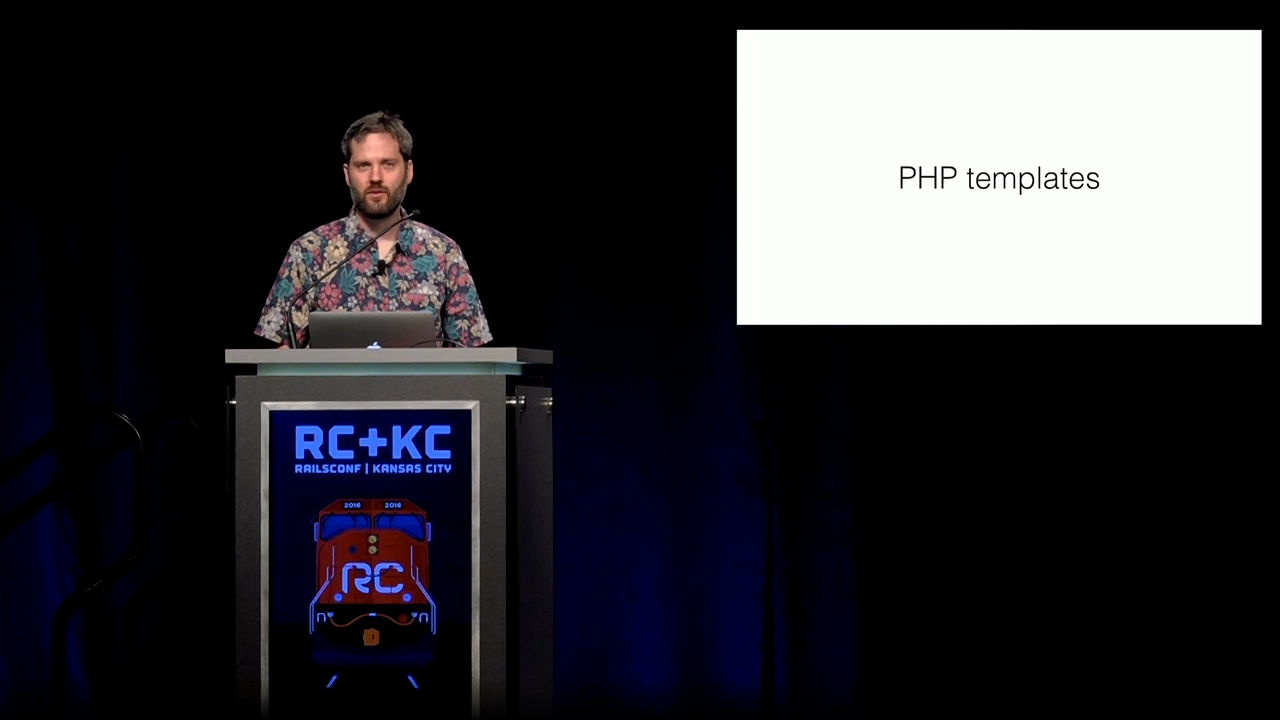 PHP templates
RC+KC
RAILSCONF | KANSAS CITY
2016 2016
RC